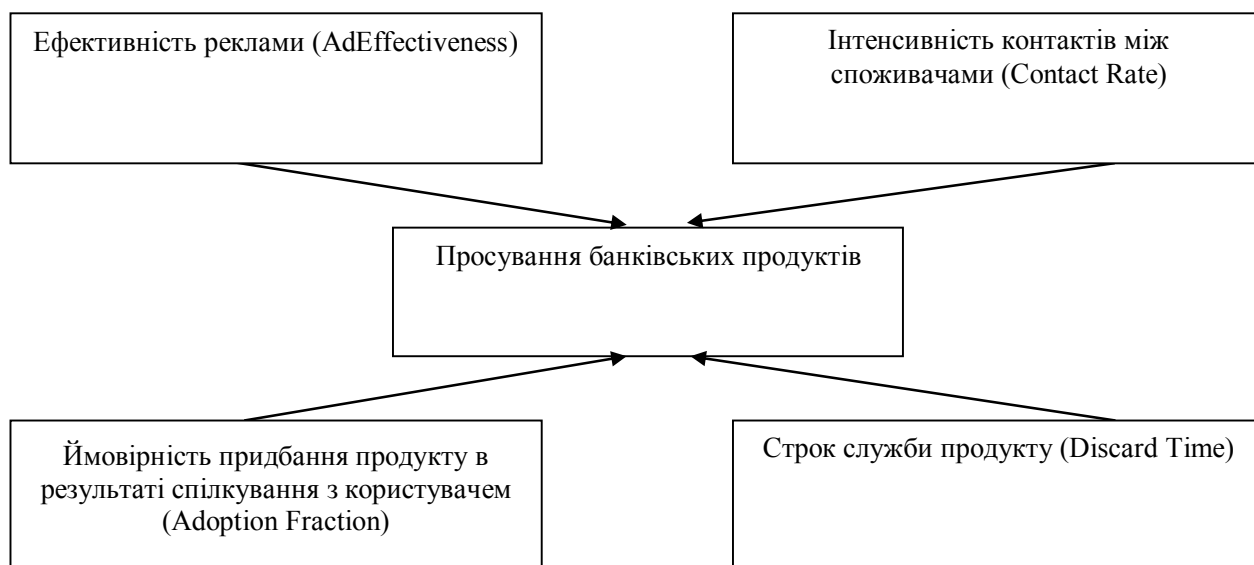 Ефективність реклами (AdEffectiveness)
Інтенсивність контактів між
споживачами (Contact Rate)
Просування банківських продуктів
Ймовірність придбання продукту в
результаті спілкування з користувачем
(Adoption Fraction)
Строк служби продукту (Discard Time)